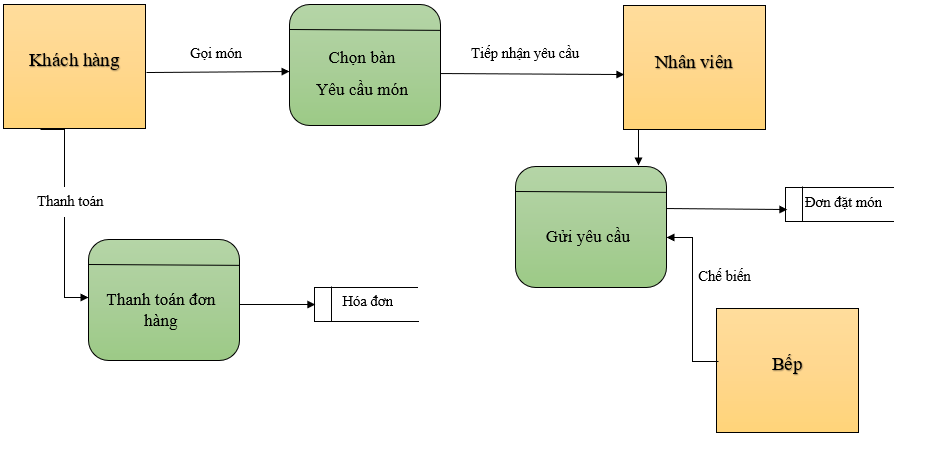 Khách hàng
Gọi món
Chọn bàn
Yêu cầu món
Tiếp nhận yêu cầu
Nhân viên
Thanh toán
Gửi yêu cầu
Đơn đặt món
Chế biến
Thanh toán đơn
hàng
Hóa đơn
Bếp